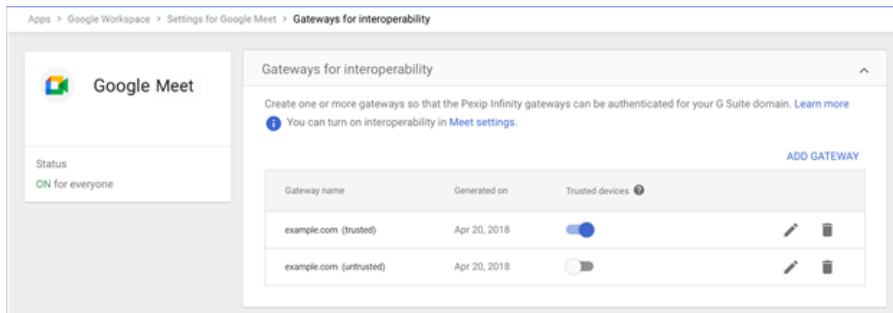 Apps > Google Workspace > Settings for Google Meet > Gateways for interoperability
Google Meet
Status
ON for everyone
Gateways for interoperability
Create one or more gateways so that the Pexip Infinity gateways can be authenticated for your G Suite domain. Learn more
You can turn on interoperability in Meet settings.
ADD GATEWAY
Gateway name Generated on Trusted devices
example.com (trusted) Apr 20, 2018
example.com (untrusted) Apr 20, 2018